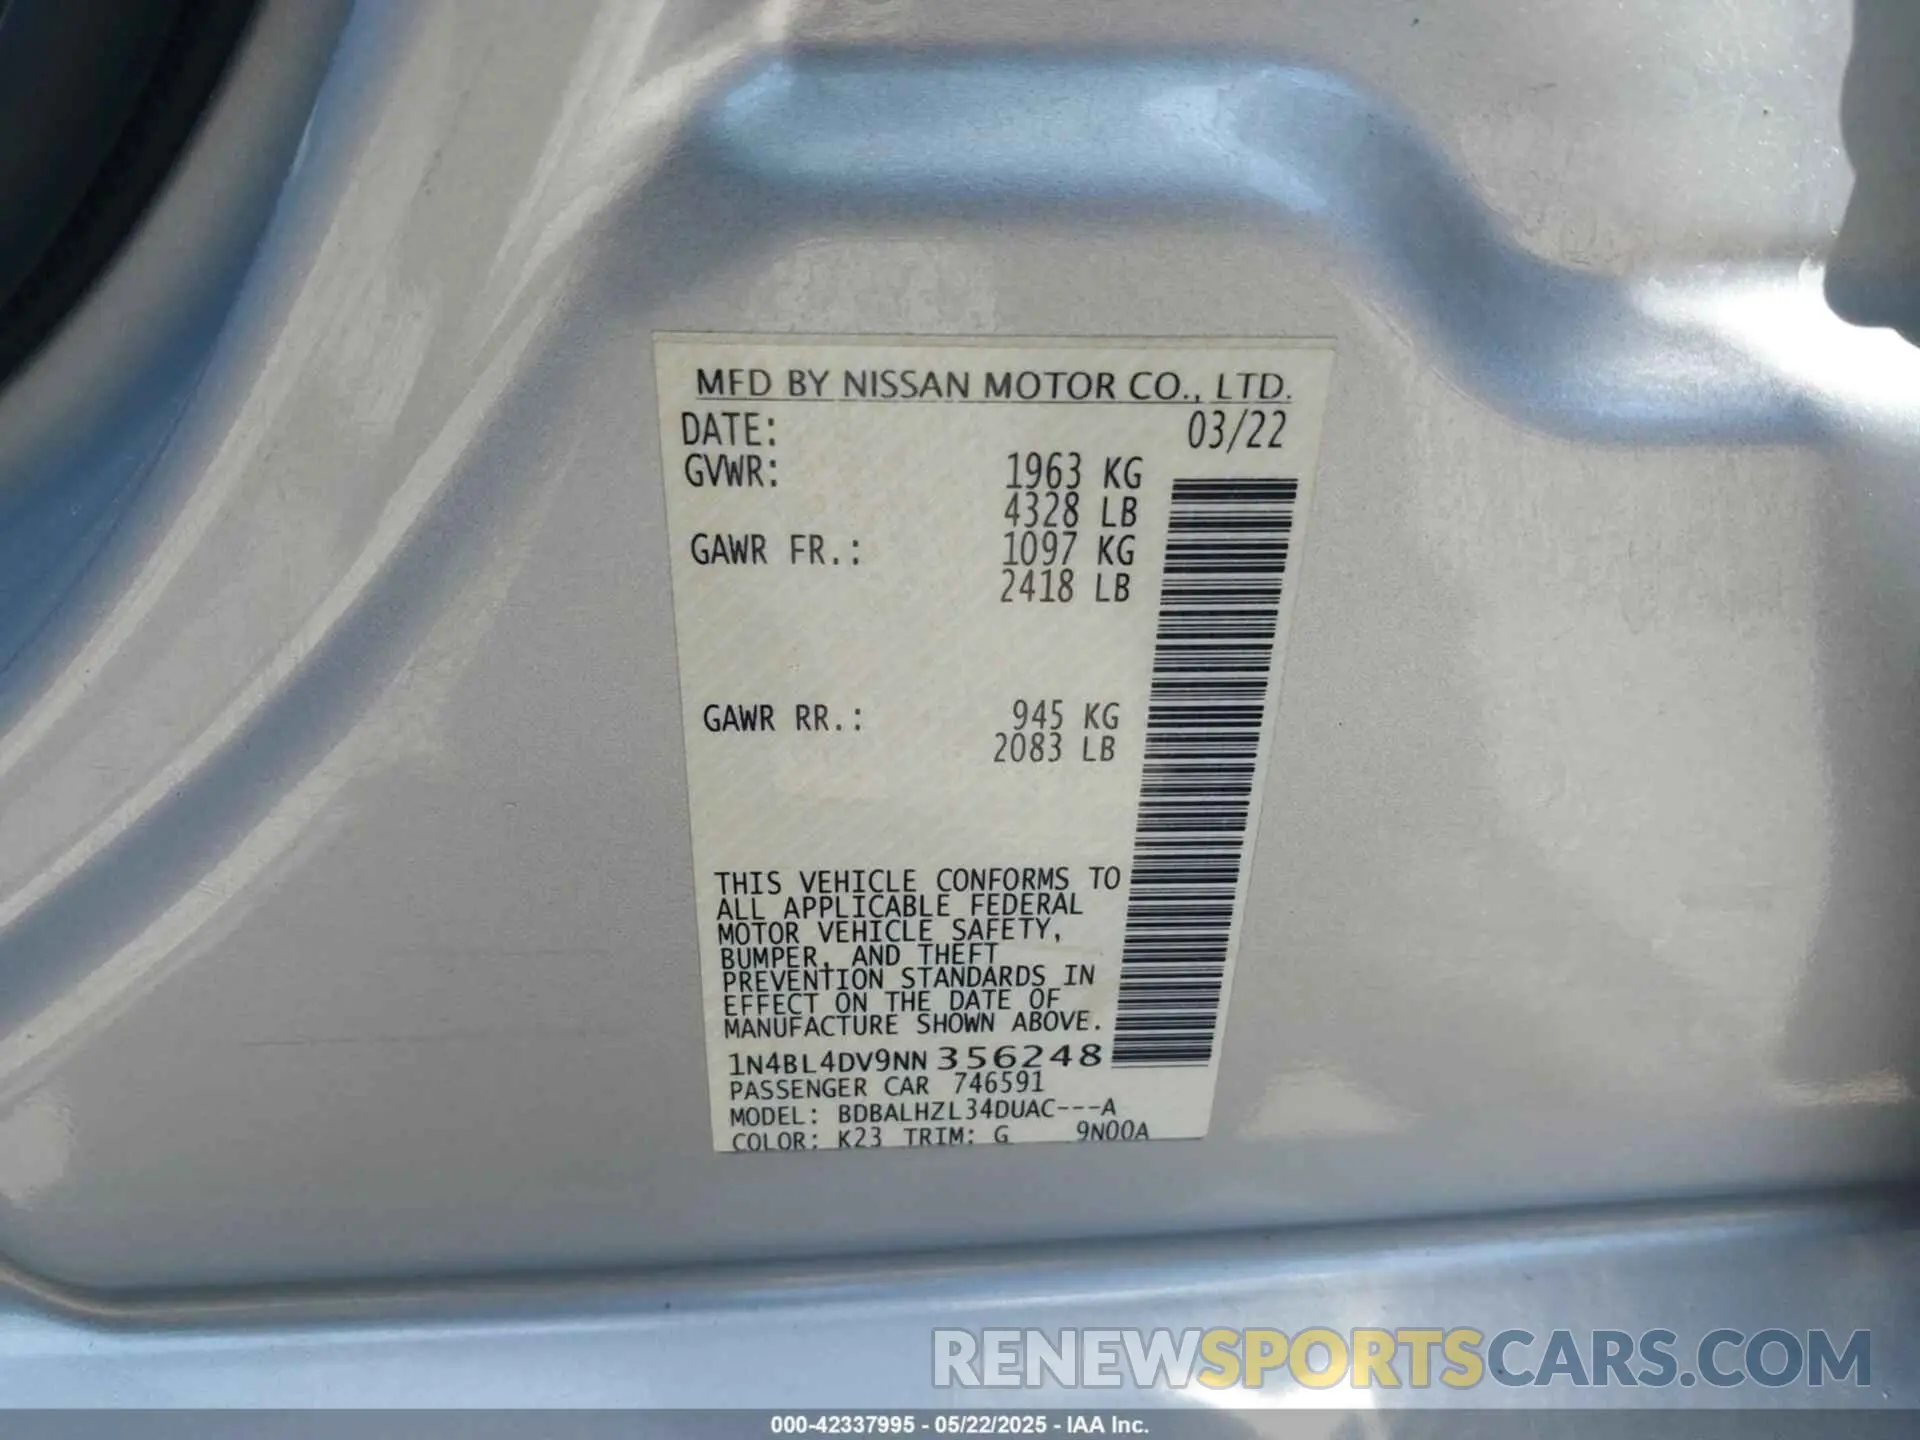 MFD BY NISSAN MOTOR CO., LTD.
DATE: 03/22
GVWR: 1963 KG
4328 LB
GAWR FR.: 1097 KG
2418 LB
GAWR RR.: 945 KG
2083 LB
THIS VEHICLE CONFORMS TO
ALL APPLICABLE FEDERAL
MOTOR VEHICLE SAFETY,
BUMPER, AND THEFT
PREVENTION STANDARDS IN
EFFECT ON THE DATE OF
MANUFACTURE SHOWN ABOVE.
1N4BL4DV9NN356248
PASSENGER CAR 746591
MODEL: BDBALHZL34DUAC---A
COLOR: K23 TRIM: G 9N00A
RENEWSPORTSCARS.COM
000-42337995 - 05/22/2025 - IAA Inc.